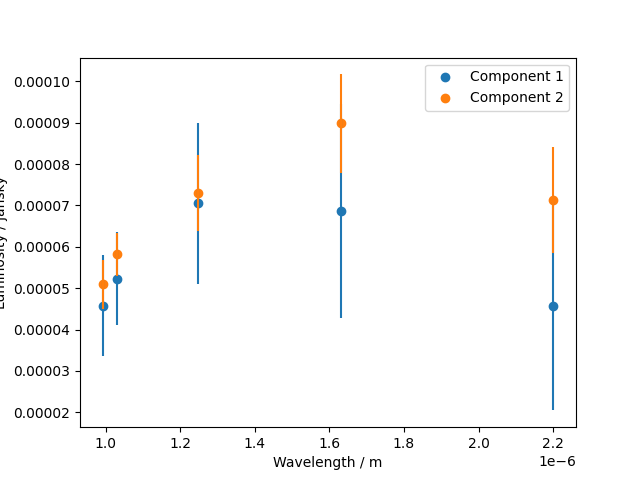 Component 1
Component 2
0.00010
0.00009
0.00008
0.00007
0.00006
0.00005
0.00004
0.00003
0.00002
/ Jansky
1.0 1.2 1.4 1.6 1.8 2.0 2.2
1e−6
Wavelength / m